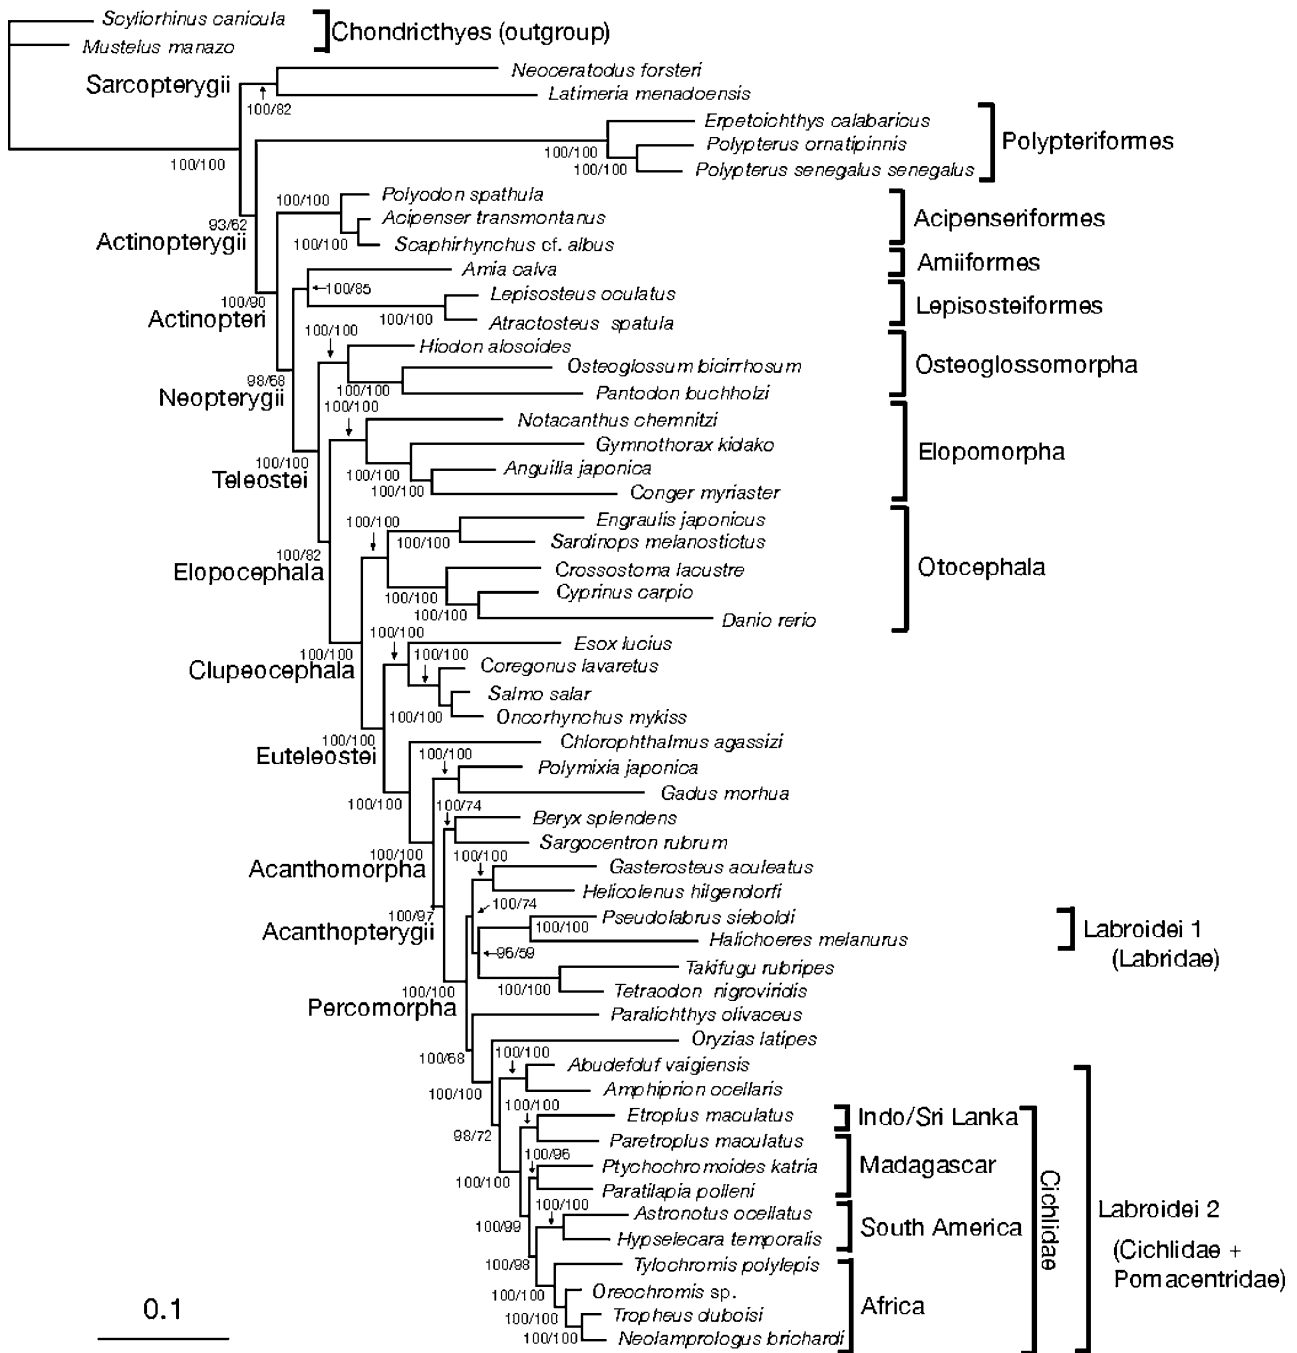 Scyliorhinus canicula
Mustelus manazo
Chondricthyes (outgroup)
Neoceratodus forsteri
Sarcopterygii
Latimeria menadoensis
100/82
Erpetoichthys calabaricus
Polypterus ornatipinnis
Polypteriformes
100/100
100/100
100/100
Polypterus senegalus senegalus
Polyodon spathula
100/100
Acipenser transmontanus
Acipenseriformes
93/62
Actinopterygii
100/100
Scaphirhynchus cf. albus
Amia calva
Amiiformes
100/85
Lepisosteus oculatus
100/90
Lepisosteiformes
Actinopteri
100/100
Atractosteus spatula
100/100
Hiodon alosoides
Osteoglossum bicirrhosum
Osteoglossomorpha
98/68
100/100
Pantodon buchholzi
Neopterygii
100/100
Notacanthus chemnitzi
Gymnothorax kidako
Elopomorpha
100/100
Teleostei
100/100
Anguilla japonica
100/100
Conger myriaster
100/100
Engraulis japonicus
100/100
Sardinops melanostictus
100/82
Elopocephala
Crossostoma lacustre
Otocephala
100/100
Cyprinus carpio
100/100
Danio rerio
100/100
Esox lucius
100/100
100/100
Clupeocephala
Coregonus lavaretus
Salmo salar
100/100
Oncorhynchus mykiss
100/100
Euteleostei
Chlorophthalmus agassizi
100/100
Polymixia japonica
Gadus morhua
100/100
100/74
Beryx splendens
Sargocentron rubrum
100/100
100/100
Acanthomorpha
Gasterosteus aculeatus
Helicolenus hilgendorfi
100/74
100/97
Pseudolabrus sieboldi
Acanthopterygii
100/100
Labroidei 1
(Labridae)
Halichoeres melanurus
96/59
Takifugu rubripes
100/100
100/100
Tetraodon nigroviridis
Percomorpha
Paralichthys olivaceus
Oryzias latipes
100/68
100/100
Abudefduf vaigiensis
100/100
Amphiprion ocellaris
100/100
Etroplus maculatus
Indo/Sri Lanka
98/72
Paretroplus maculatus
100/96
Ptychochromoides katria
Madagascar
100/100
Paratilapia polleni
100/100
Astronotus ocellatus
South America
100/99
Hypselecara temporalis
Cichlidae
Labroidei 2
(Cichlidae +
Pomacentridae)
100/98
Tylochromis polylepis
100/100
Oreochromis sp.
Africa
100/100
Tropheus duboisi
100/100
Neolamprologus brichardi
0.1